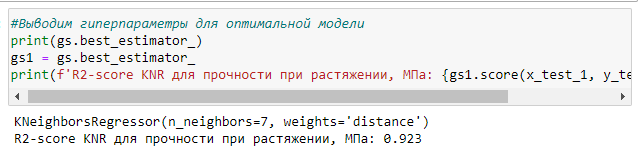 #Выводим гиперпараметры для оптимальной модели
print(gs.best_estimator_)
gs1 = gs.best_estimator_
print(f'R2-score KNR для прочности при растяжении, МПа: {gs1.score(x_test_1, y_te
KNeighborsRegressor(n_neighbors=7, weights='distance')
R2-score KNR для прочности при растяжении, МПа: 0.923